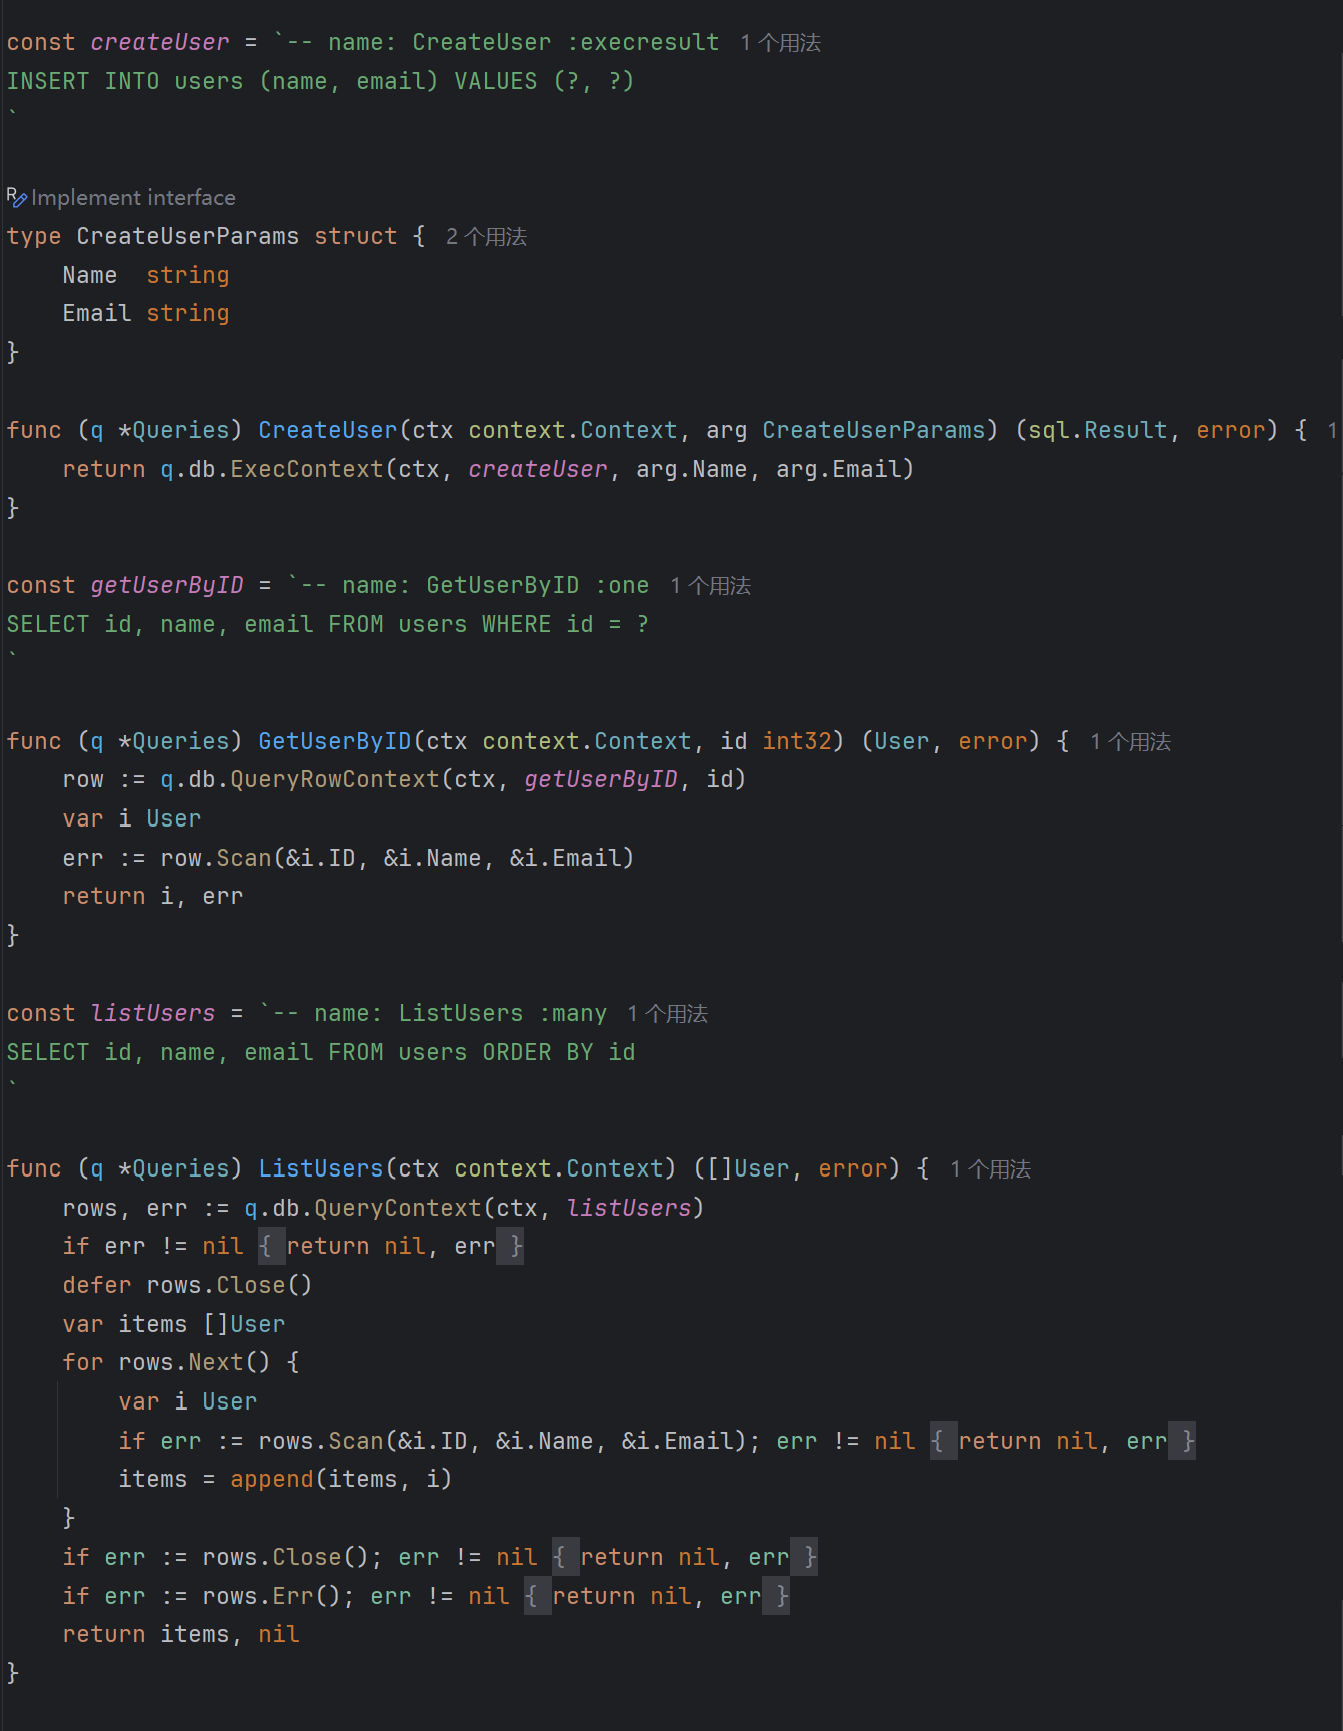 const createUser = `-- name: CreateUser :execresult 1 个用法
INSERT INTO users (name, email) VALUES (?, ?)
`
Implement interface
type CreateUserParams struct { 2 个用法
    Name  string
    Email string
}
func (q *Queries) CreateUser(ctx context.Context, arg CreateUserParams) (sql.Result, error) { 1
    return q.db.ExecContext(ctx, createUser, arg.Name, arg.Email)
}
const getUserByID = `-- name: GetUserByID :one 1 个用法
SELECT id, name, email FROM users WHERE id = ?
`
func (q *Queries) GetUserByID(ctx context.Context, id int32) (User, error) { 1 个用法
    row := q.db.QueryRowContext(ctx, getUserByID, id)
    var i User
    err := row.Scan(&i.ID, &i.Name, &i.Email)
    return i, err
}
const listUsers = `-- name: ListUsers :many 1 个用法
SELECT id, name, email FROM users ORDER BY id
`
func (q *Queries) ListUsers(ctx context.Context) ([]User, error) { 1 个用法
    rows, err := q.db.QueryContext(ctx, listUsers)
    if err != nil { return nil, err }
    defer rows.Close()
    var items []User
    for rows.Next() {
        var i User
        if err := rows.Scan(&i.ID, &i.Name, &i.Email); err != nil { return nil, err }
        items = append(items, i)
    }
    if err := rows.Close(); err != nil { return nil, err }
    if err := rows.Err(); err != nil { return nil, err }
    return items, nil
}